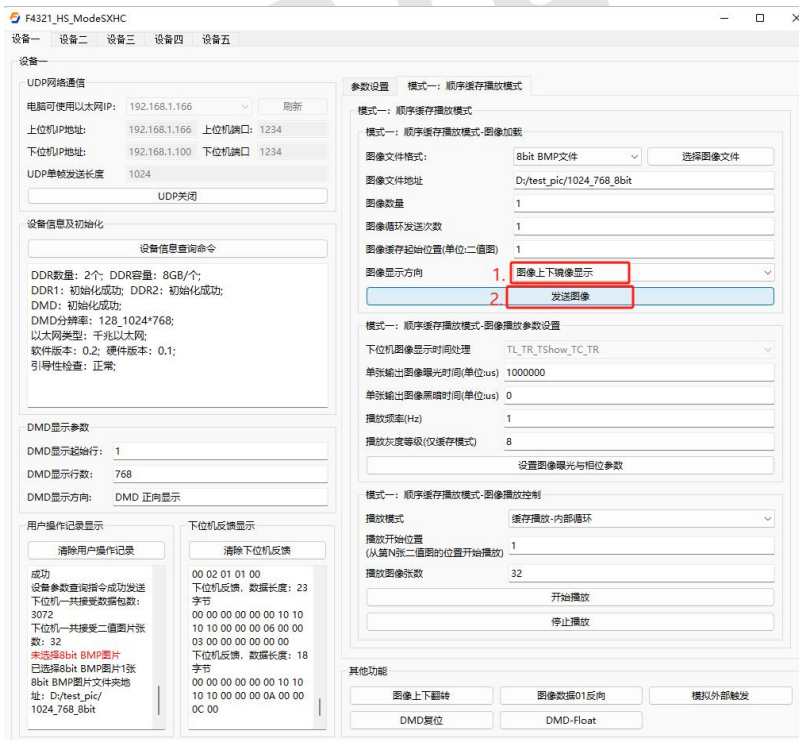 F4321_HS_ModeSXHC
设备一 设备二 设备三 设备四 设备五
设备一
UDP网络通信
电脑可使用以太网IP: 192.168.1.166 刷新
上位机IP地址: 192.168.1.166 上位机端口: 1234
下位机IP地址: 192.168.1.100 下位机端口 1234
UDP单帧发送长度 1024
UDP关闭
设备信息及初始化
设备信息查询命令
DDR数量: 2个; DDR容量: 8GB/个;
DDR1: 初始化成功; DDR2: 初始化成功;
DMD: 初始化成功;
DMD分辨率: 128_1024*768;
以太网类型: 千兆以太网;
软件版本: 0.2; 硬件版本: 0.1;
引导性检查: 正常;
DMD显示参数
DMD显示起始行: 1
DMD显示行数: 768
DMD显示方向: DMD 正向显示
用户操作记录显示
清除用户操作记录
成功
设备参数查询指令成功发送
下位机一共接受数据包数:
3072
下位机一共接受二值图片张
数: 32
未选择8bit BMP图片
已选择8bit BMP图片1张
8bit BMP图片文件夹地
址: D:/test_pic/
1024_768_8bit
下位机反馈显示
清除下位机反馈
00 02 01 01 00
下位机反馈, 数据长度: 23
字节
00 00 00 00 00 00 10 10
10 10 00 00 00 06 00 00
03 00 00 00 00 00 00
下位机反馈, 数据长度: 18
字节
00 00 00 00 00 00 10 10
10 10 00 00 00 0A 00 00
0C 00
参数设置 模式一: 顺序缓存播放模式
模式一: 顺序缓存播放模式
模式一: 顺序缓存播放模式-图像加载
图像文件格式: 8bit BMP文件 选择图像文件
图像文件地址 D:/test_pic/1024_768_8bit
图像数量 1
图像循环发送次数 1
图像缓存起始位置(单位:二值图) 1
图像显示方向 1. 图像上下镜像显示
2. 发送图像
模式一: 顺序缓存播放模式-图像播放参数设置
下位机图像显示时间处理 TL_TR_TShow_TC_TR
单张输出图像曝光时间(单位:us) 1000000
单张输出图像黑暗时间(单位:us) 0
播放频率(Hz) 1
播放灰度等级(仅缓存模式) 8
设置图像曝光与相位参数
模式一: 顺序缓存播放模式-图像播放控制
播放模式 缓存播放-内部循环
播放开始位置
(从第N张二值图的位置开始播放) 1
播放图像张数 32
开始播放
停止播放
其他功能
图像上下翻转 图像数据01反向 模拟外部触发
DMD复位 DMD-Float